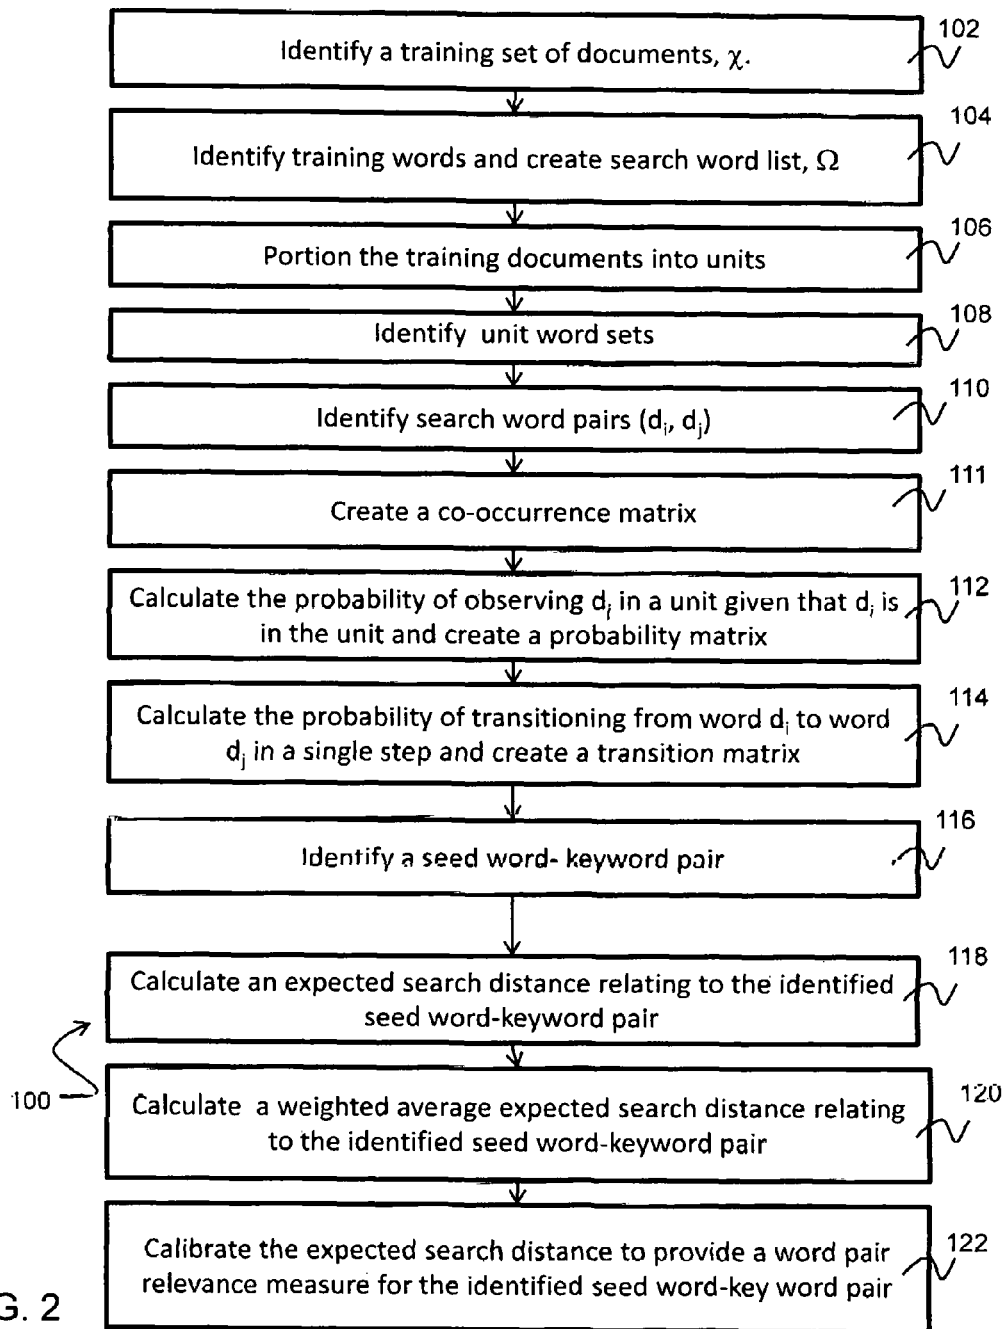 102
Identify a training set of documents, χ.
104
Identify training words and create search word list, Ω
106
Portion the training documents into units
108
Identify unit word sets
110
Identify search word pairs (di, dj)
111
Create a co-occurrence matrix
112
Calculate the probability of observing dj in a unit given that di is
in the unit and create a probability matrix
114
Calculate the probability of transitioning from word di to word
dj in a single step and create a transition matrix
116
Identify a seed word- keyword pair
118
Calculate an expected search distance relating to the identified
seed word-keyword pair
100
120
Calculate a weighted average expected search distance relating
to the identified seed word-keyword pair
122
Calibrate the expected search distance to provide a word pair
relevance measure for the identified seed word-key word pair
G. 2